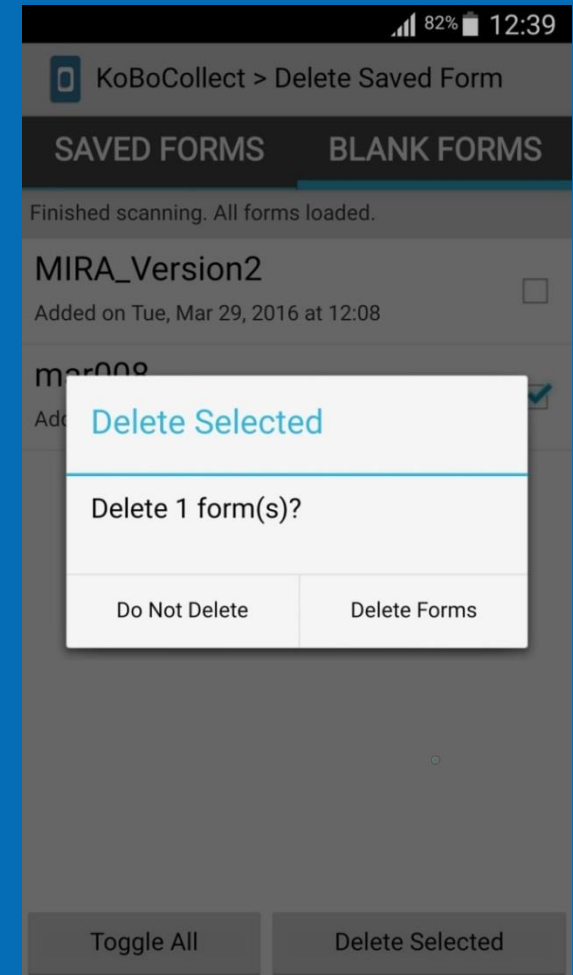 82% 12:39
KoBoCollect > Delete Saved Form
SAVED FORMS BLANK FORMS
Finished scanning. All forms loaded.
MIRA_Version2
Added on Tue, Mar 29, 2016 at 12:08
Delete Selected
Delete 1 form(s)?
Do Not Delete Delete Forms
Toggle All Delete Selected